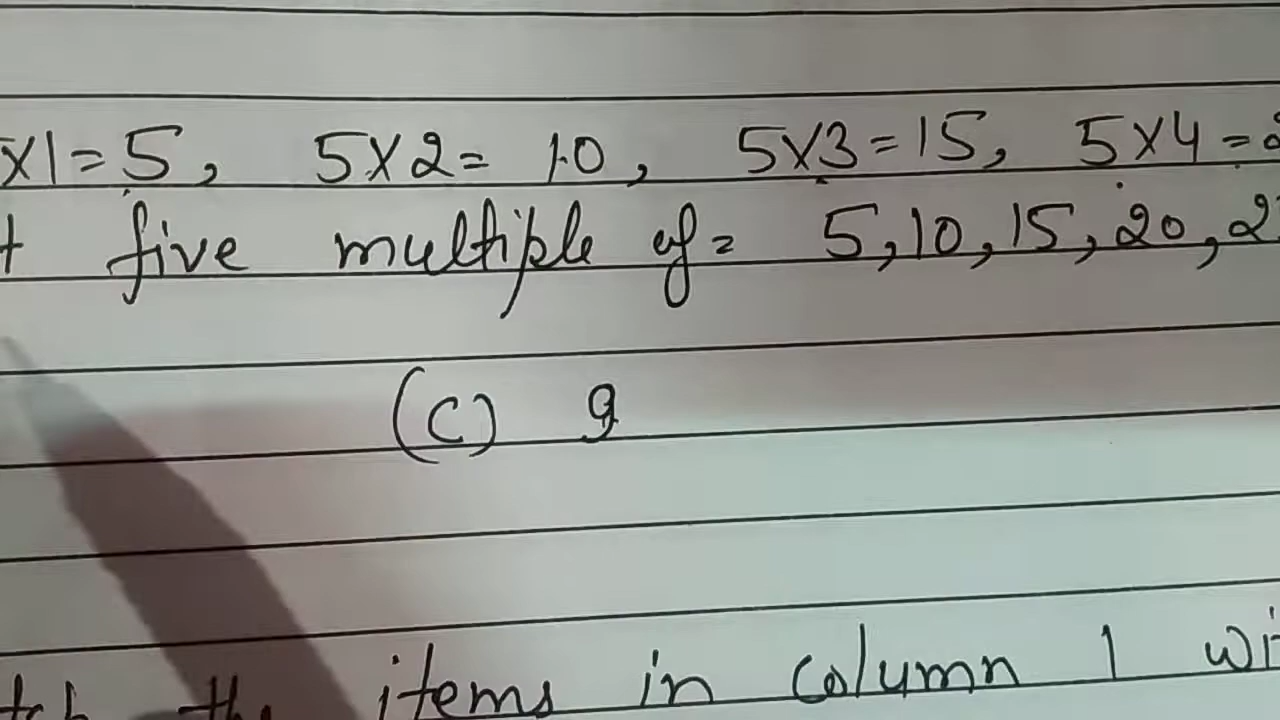 ×1=5, 5×2= 10, 5×3=15, 5×4=
five multiple of= 5,10,15,20,2
(C) 9
items in column 1